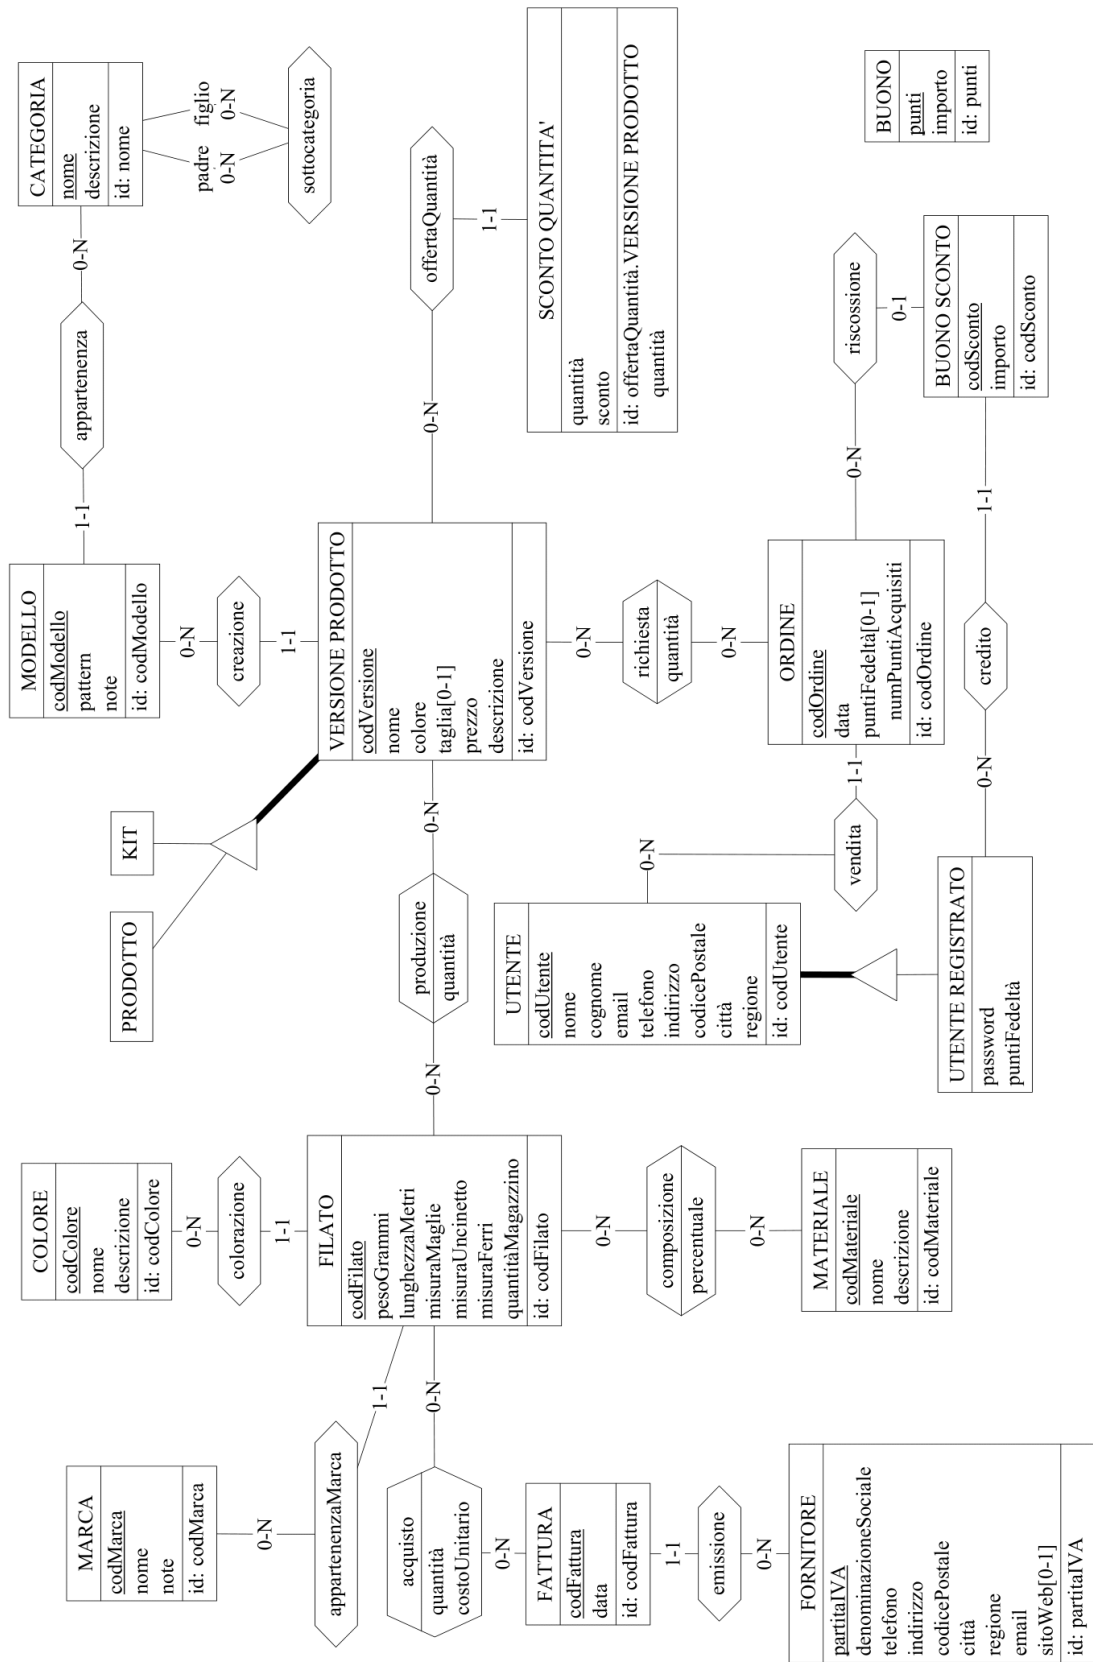 MARCA
codMarca
nome
note
id: codMarca
0-N
appartenenzaMarca
1-1
COLORE
codColore
nome
descrizione
id: codColore
0-N
colorazione
1-1
PRODOTTO
KIT
MODELLO
codModello
pattern
note
id: codModello
0-N
creazione
1-1
1-1
appartenenza
0-N
CATEGORIA
nome
descrizione
id: nome
padre
0-N
figlio
0-N
sottocategoria
acquisto
quantità
costoUnitario
0-N
0-N
FILATO
codFilato
pesoGrammi
lunghezzaMetri
misuraMaglie
misuraUncinetto
misuraFerri
quantitàMagazzino
id: codFilato
0-N
produzione
quantità
0-N
VERSIONE PRODOTTO
codVersione
nome
colore
taglia[0-1]
prezzo
descrizione
id: codVersione
0-N
offertaQuantità
1-1
SCONTO QUANTITA'
quantità
sconto
id: offertaQuantità.VERSIONE PRODOTTO
quantità
FATTURA
codFattura
data
id: codFattura
1-1
emissione
0-N
FORNITORE
partitaIVA
denominazioneSociale
telefono
indirizzo
codicePostale
città
regione
email
sitoWeb[0-1]
id: partitaIVA
0-N
composizione
percentuale
0-N
MATERIALE
codMateriale
nome
descrizione
id: codMateriale
UTENTE
codUtente
nome
cognome
email
telefono
indirizzo
codicePostale
città
regione
id: codUtente
0-N
vendita
1-1
0-N
richiesta
quantità
0-N
ORDINE
codOrdine
data
puntiFedeltà[0-1]
numPuntiAcquisiti
id: codOrdine
0-N
riscossione
0-1
UTENTE REGISTRATO
password
puntiFedeltà
0-N
credito
1-1
BUONO SCONTO
codSconto
importo
id: codSconto
BUONO
punti
importo
id: punti